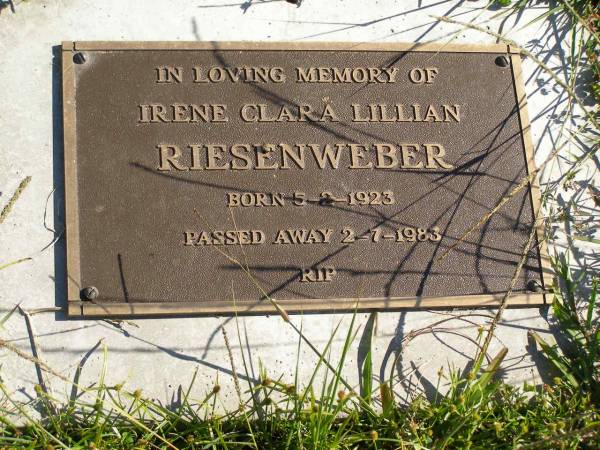 IN LOVING MEMORY OF
IRENE CLARA LILLIAN
RIESENWEBER
BORN 5-2-1923
PASSED AWAY 2-7-1983
RIP